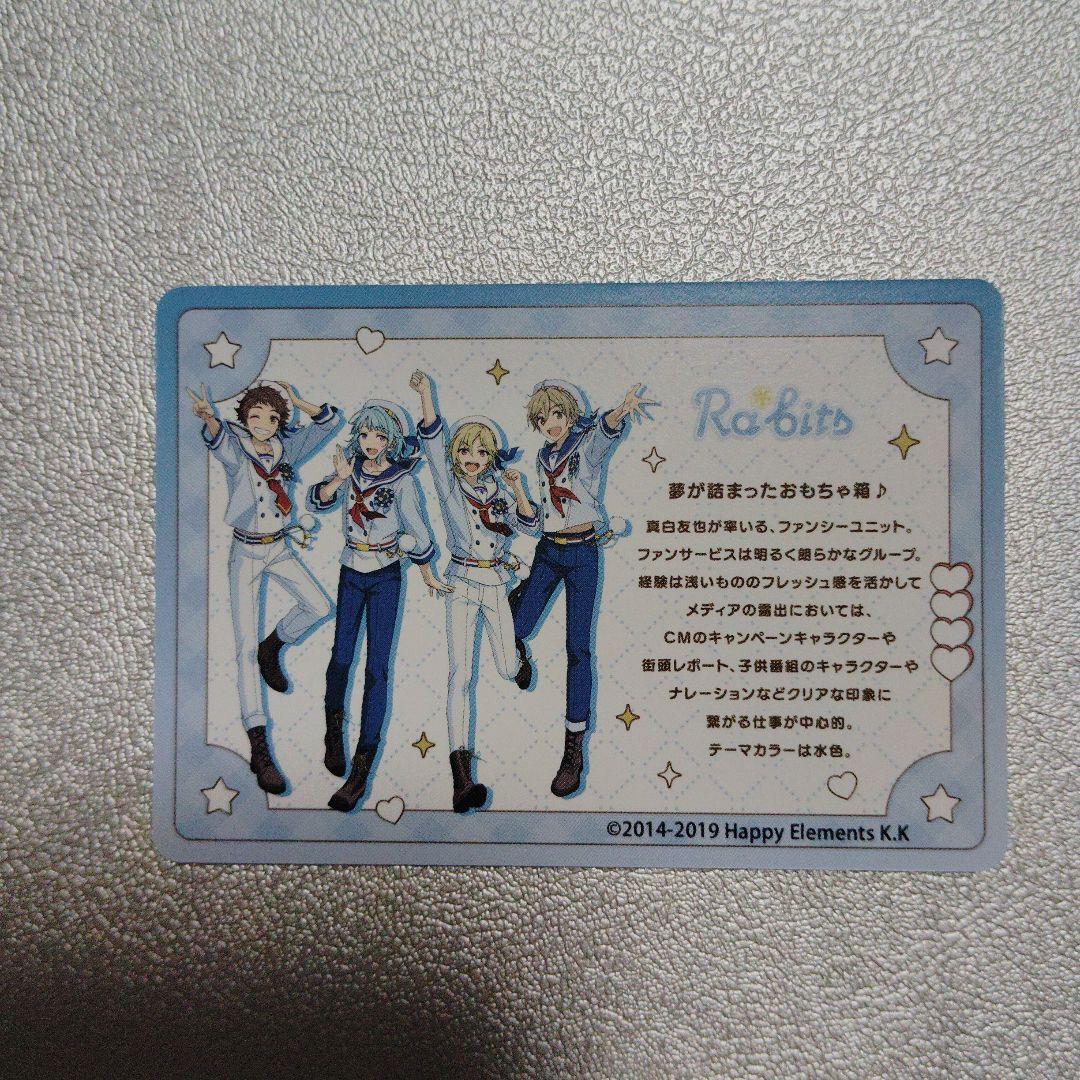 Ra*bits
夢が詰まったおもちゃ箱♪
真白友也が率いる、ファンシーユニット。
ファンサービスは明るく朗らかなグループ。
経験は浅いもののフレッシュ感を活かして
メディアの露出においては、
CMのキャンペーンキャラクターや
街頭レポート、子供番組のキャラクターや
ナレーションなどクリアな印象に
繋がる仕事が中心的。
テーマカラーは水色。
©2014-2019 Happy Elements K.K